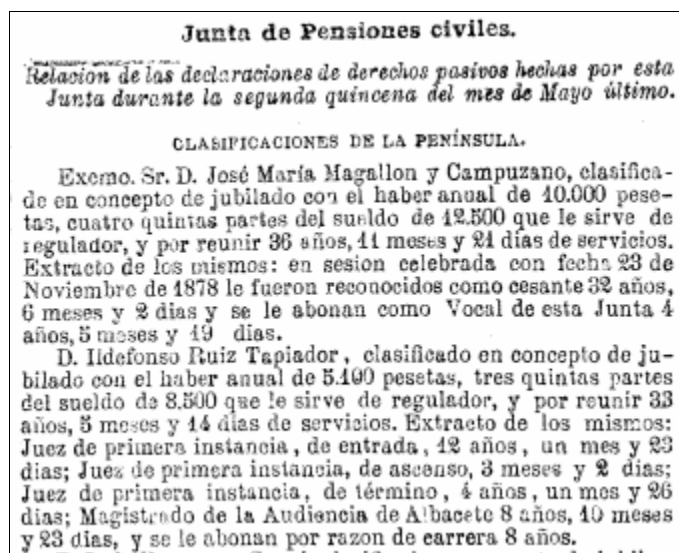 Junta de Pensiones civiles.
Relacion de las declaraciones de derechos pasivos hechas por esta
Junta durante la segunda quincena del mes de Mayo último.
CLASIFICACIONES DE LA PENÍNSULA.
Excmo. Sr. D. José María Magallon y Campuzano, clasifica-
do en concepto de jubilado con el haber anual de 10.000 pese-
tas, cuatro quintas partes del sueldo de 12.500 que le sirve de
regulador, y por reunir 36 años, 11 meses y 21 dias de servicios.
Extracto de los mismos: en sesion celebrada con fecha 23 de
Noviembre de 1878 le fueron reconocidos como cesante 32 años,
6 meses y 2 dias y se le abonan como Vocal de esta Junta 4
años, 5 meses y 19 dias.
D. Ildefonso Ruiz Tapiador, clasificado en concepto de ju-
bilado con el haber anual de 5.100 pesetas, tres quintas partes
del sueldo de 8.500 que le sirve de regulador, y por reunir 33
años, 5 meses y 14 dias de servicios. Extracto de los mismos:
Juez de primera instancia, de entrada, 12 años, un mes y 23
dias; Juez de primera instancia, de ascenso, 3 meses y 2 dias;
Juez de primera instancia, de término, 4 años, un mes y 26
dias; Magistrado de la Audiencia de Albacete 8 años, 10 meses
y 23 dias, y se le abonan por razon de carrera 8 años.